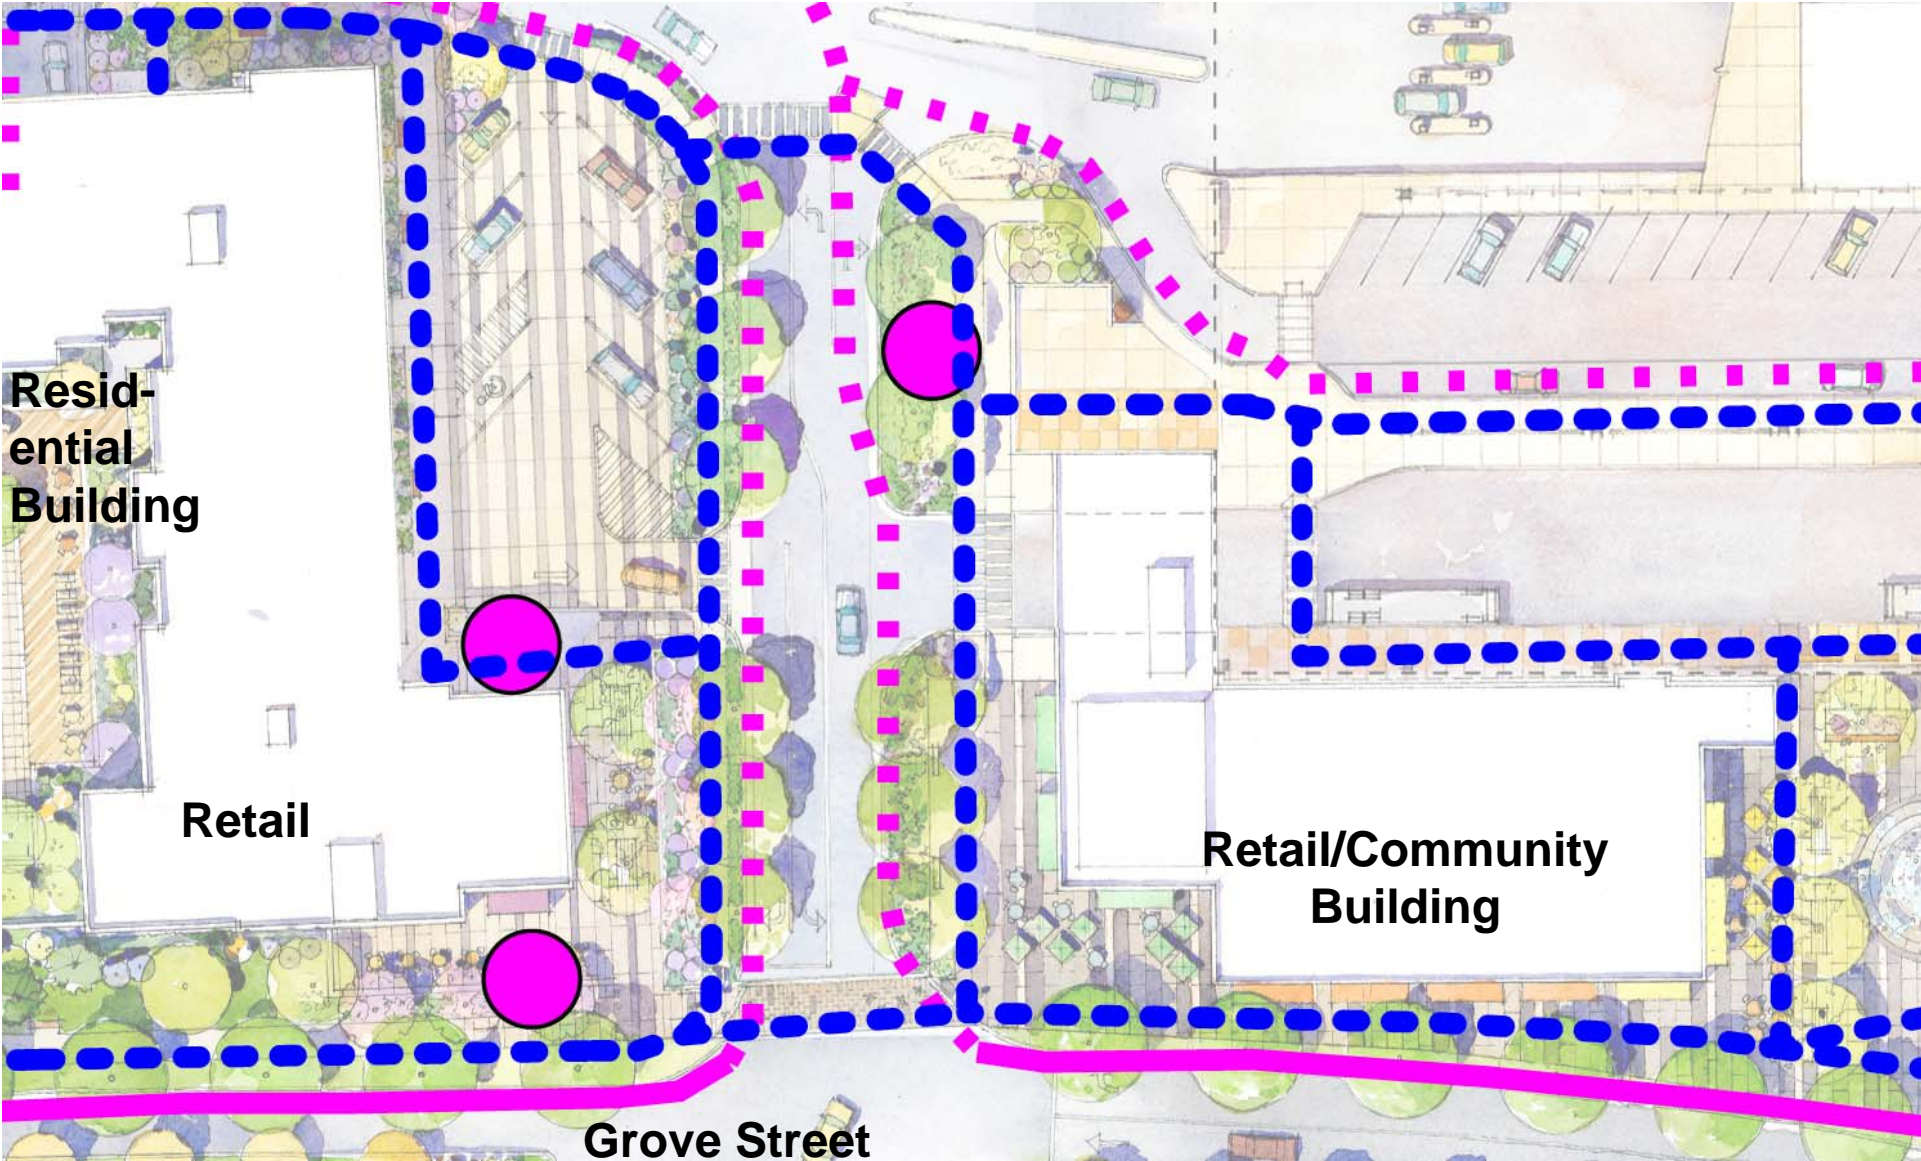 Resid-
ential
Building
Retail
Retail/Community
Building
Grove Street